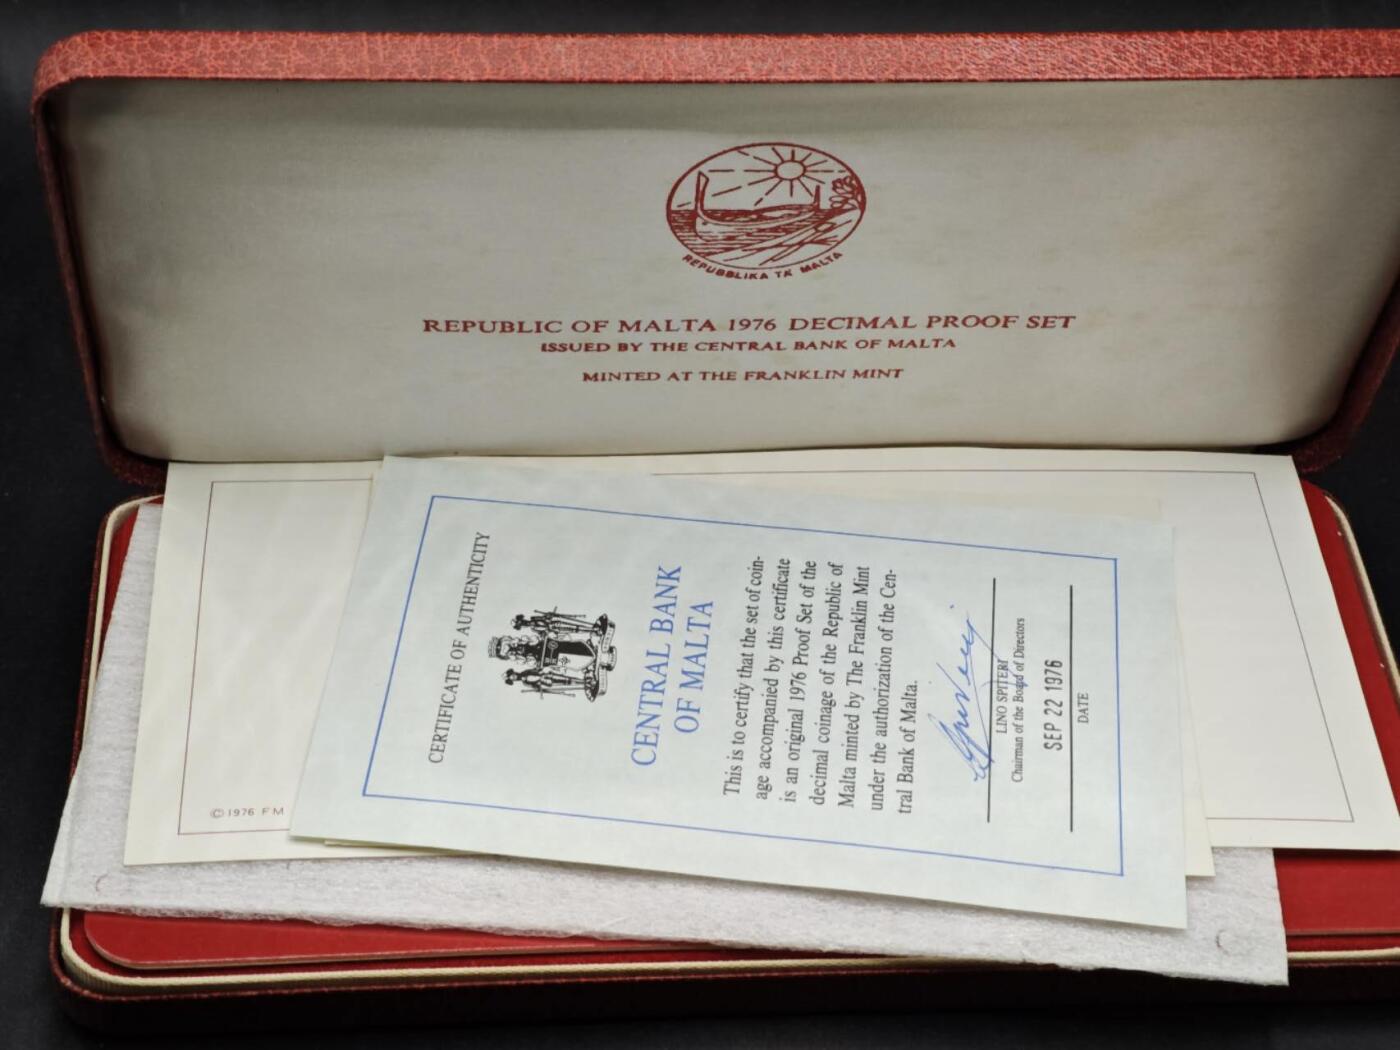 REPUBBLIKA TA' MALTA
REPUBLIC OF MALTA 1976 DECIMAL PROOF SET
ISSUED BY THE CENTRAL BANK OF MALTA
MINTED AT THE FRANKLIN MINT
© 1976 FM
CERTIFICATE OF AUTHENTICITY
CENTRAL BANK
OF MALTA
This is to certify that the set of coin-
age accompanied by this certificate
is an original 1976 Proof Set of the
decimal coinage of the Republic of
Malta minted by The Franklin Mint
under the authorization of the Cen-
tral Bank of Malta.
LINO SPITERI
Chairman of the Board of Directors
SEP 22 1976
DATE